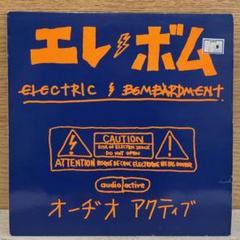 エレ⚡ボム
ELECTRIC ⚡ BOMBARDMENT
CAUTION
RISK OF ELECTRIC SHOCK
DO NOT OPEN
ATTENTION RISQUE DE CHOC ELECTRIQUE NE PAS OUVRIR
audio active
オーヂオ アクティブ